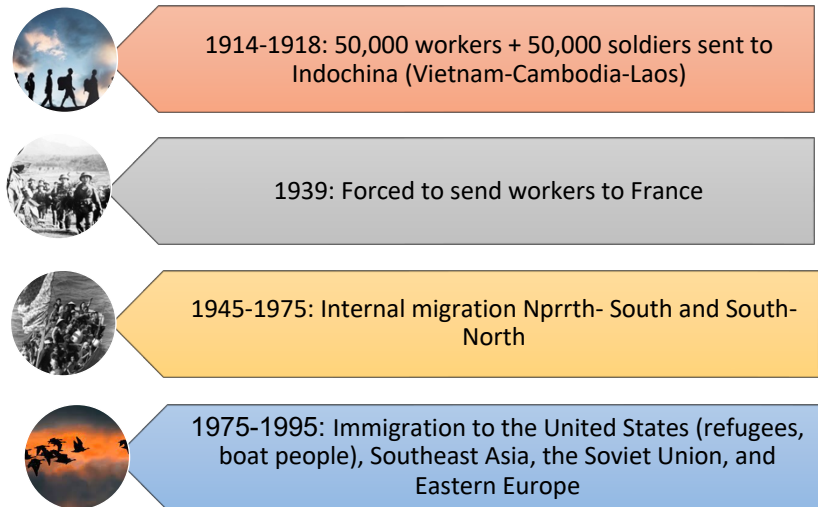 1914-1918: 50,000 workers + 50,000 soldiers sent to
Indochina (Vietnam-Cambodia-Laos)
1939: Forced to send workers to France
1945-1975: Internal migration Nprrth- South and South-
North
1975-1995: Immigration to the United States (refugees,
boat people), Southeast Asia, the Soviet Union, and
Eastern Europe